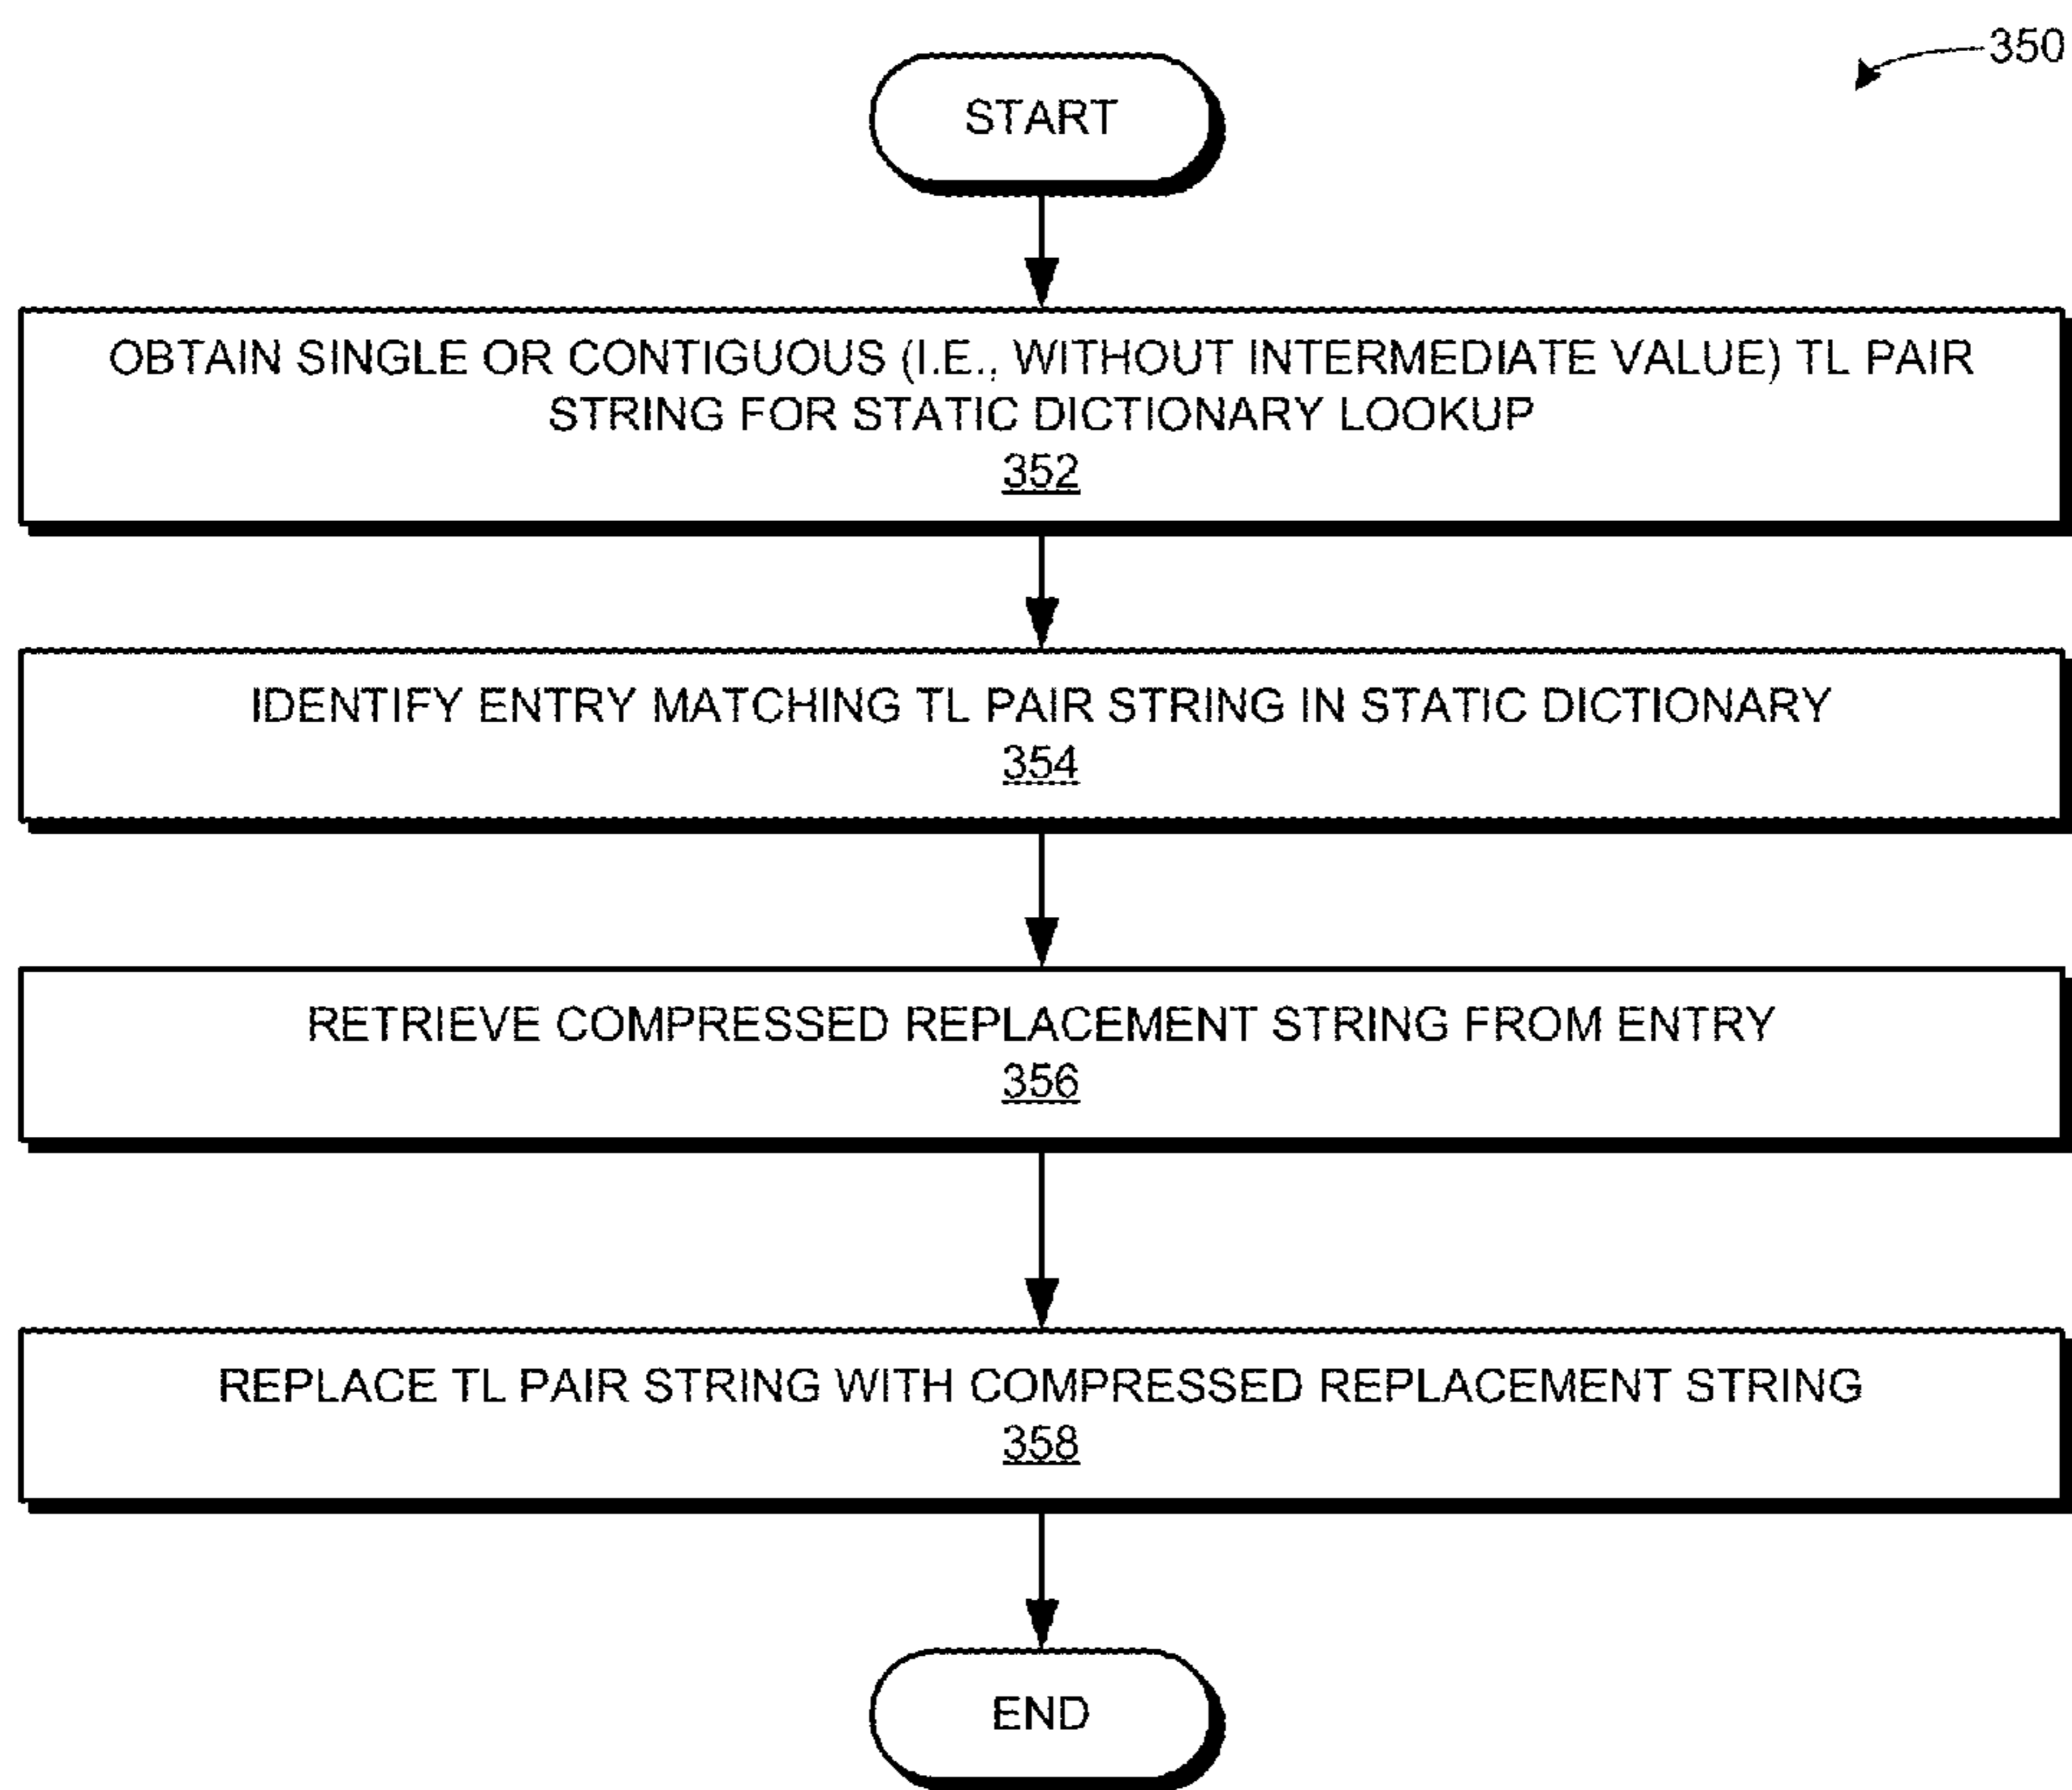 350
START
OBTAIN SINGLE OR CONTIGUOUS (I.E., WITHOUT INTERMEDIATE VALUE) TL PAIR
STRING FOR STATIC DICTIONARY LOOKUP
352
IDENTIFY ENTRY MATCHING TL PAIR STRING IN STATIC DICTIONARY
354
RETRIEVE COMPRESSED REPLACEMENT STRING FROM ENTRY
356
REPLACE TL PAIR STRING WITH COMPRESSED REPLACEMENT STRING
358
END